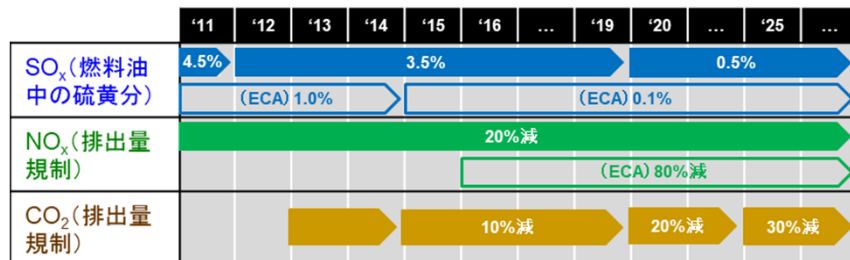 ‘11 ‘12 ‘13 ‘14 ‘15 ‘16 … ‘19 ‘20 … ‘25 …
SOx(燃料油中の硫黄分)
4.5% 3.5% 0.5%
(ECA)1.0% (ECA)0.1%
NOx(排出量規制)
20%減
(ECA)80%減
CO2(排出量規制)
10%減 20%減 30%減